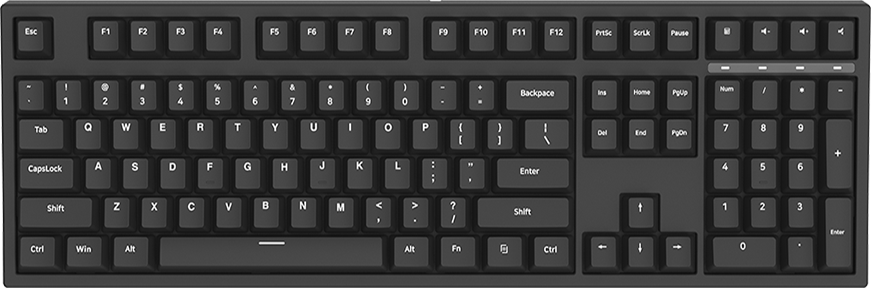 Esc F1 F2 F3 F4 F5 F6 F7 F8 F9 F10 F11 F12 PrtSc ScrLk Pause
~ ! @ # $ % ^ & * ( ) - +
` 1 2 3 4 5 6 7 8 9 0 - = Backpace Ins Home PgUp Num / * -
Tab Q W E R T Y U I O P { } | Del End PgDn 7 8 9
[ ] \
CapsLock A S D F G H J K L : " Enter 4 5 6 +
; '
Shift Z X C V B N M < > ? Shift ↑ 1 2 3
, . /
Ctrl Win Alt Alt Fn Ctrl ← ↓ → 0 . Enter